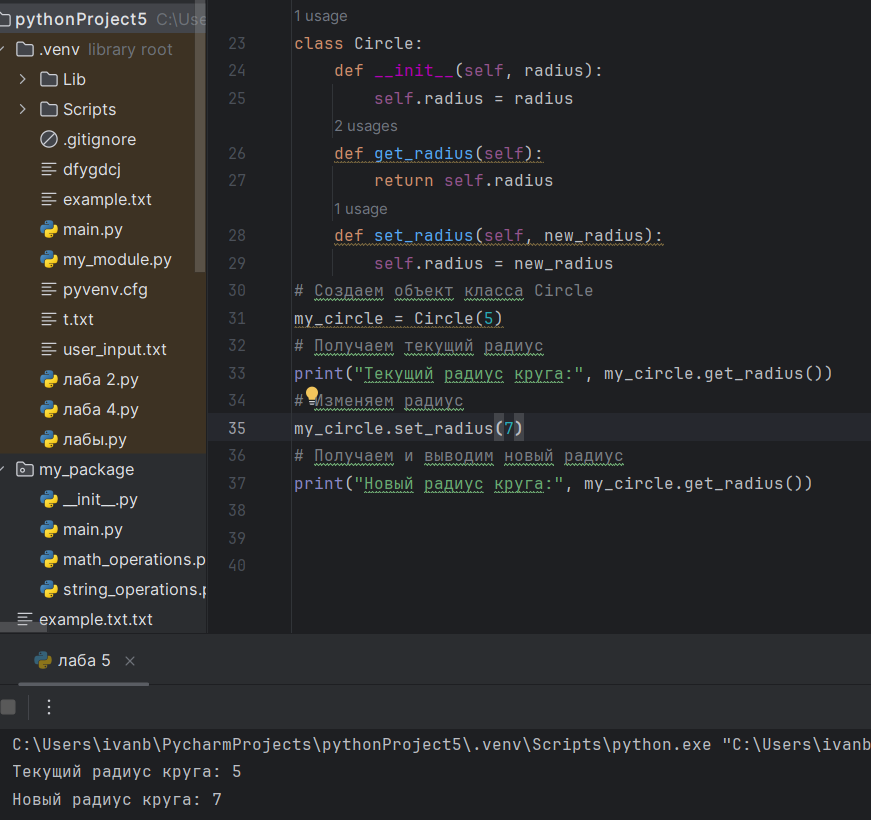 pythonProject5 C:\Use
.venv library root
Lib
Scripts
.gitignore
dfygdcj
example.txt
main.py
my_module.py
pyvenv.cfg
t.txt
user_input.txt
лаба 2.py
лаба 4.py
лабы.py
my_package
__init__.py
main.py
math_operations.p
string_operations.p
example.txt.txt
1 usage
23 class Circle:
24 def __init__(self, radius):
25 self.radius = radius
2 usages
26 def get_radius(self):
27 return self.radius
1 usage
28 def set_radius(self, new_radius):
29 self.radius = new_radius
30 # Создаем объект класса Circle
31 my_circle = Circle(5)
32 # Получаем текущий радиус
33 print("Текущий радиус круга:", my_circle.get_radius())
34 # Изменяем радиус
35 my_circle.set_radius(7)
36 # Получаем и выводим новый радиус
37 print("Новый радиус круга:", my_circle.get_radius())
38
39
40
лаба 5
C:\Users\ivanb\PycharmProjects\pythonProject5\.venv\Scripts\python.exe "C:\Users\ivanb
Текущий радиус круга: 5
Новый радиус круга: 7